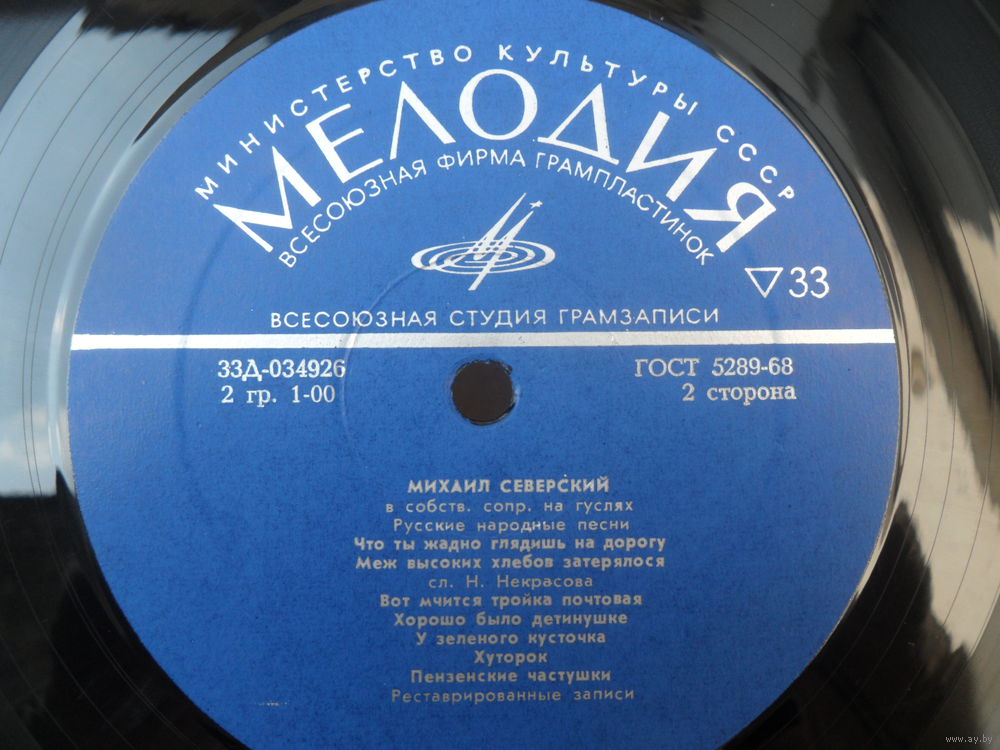 МИНИСТЕРСТВО КУЛЬТУРЫ СССР
МЕЛОДИЯ
ВСЕСОЮЗНАЯ ФИРМА ГРАМПЛАСТИНОК
33
ВСЕСОЮЗНАЯ СТУДИЯ ГРАМЗАПИСИ
33Д-034926
2 гр. 1-00
ГОСТ 5289-68
2 сторона
МИХАИЛ СЕВЕРСКИЙ
в собств. сопр. на гуслях
Русские народные песни
Что ты жадно глядишь на дорогу
Меж высоких хлебов затерялося
сл. Н. Некрасова
Вот мчится тройка почтовая
Хорошо было детинушке
У зеленого кусточка
Хуторок
Пензенские частушки
Реставрированные записи
www.ay.by